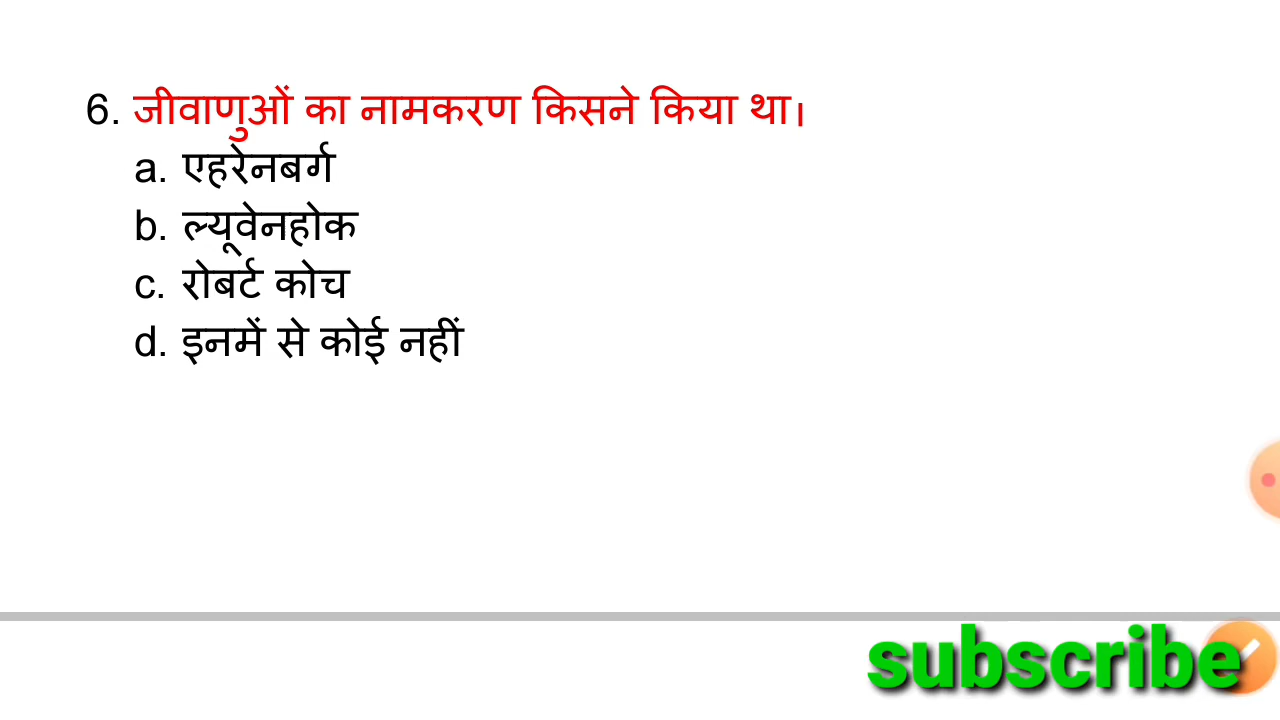 6. जीवाणुओं का नामकरण किसने किया था।
a. एहरेनबर्ग
b. ल्यूवेनहोक
c. रोबर्ट कोच
d. इनमें से कोई नहीं
subscribe